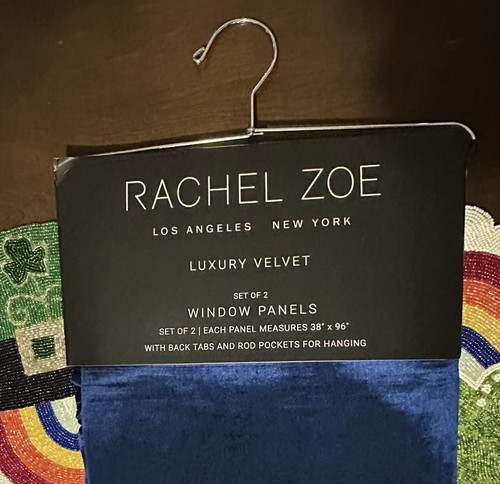 RACHEL ZOE
LOS ANGELES NEW YORK
LUXURY VELVET
SET OF 2
WINDOW PANELS
SET OF 2 | EACH PANEL MEASURES 38" x 96"
WITH BACK TABS AND ROD POCKETS FOR HANGING